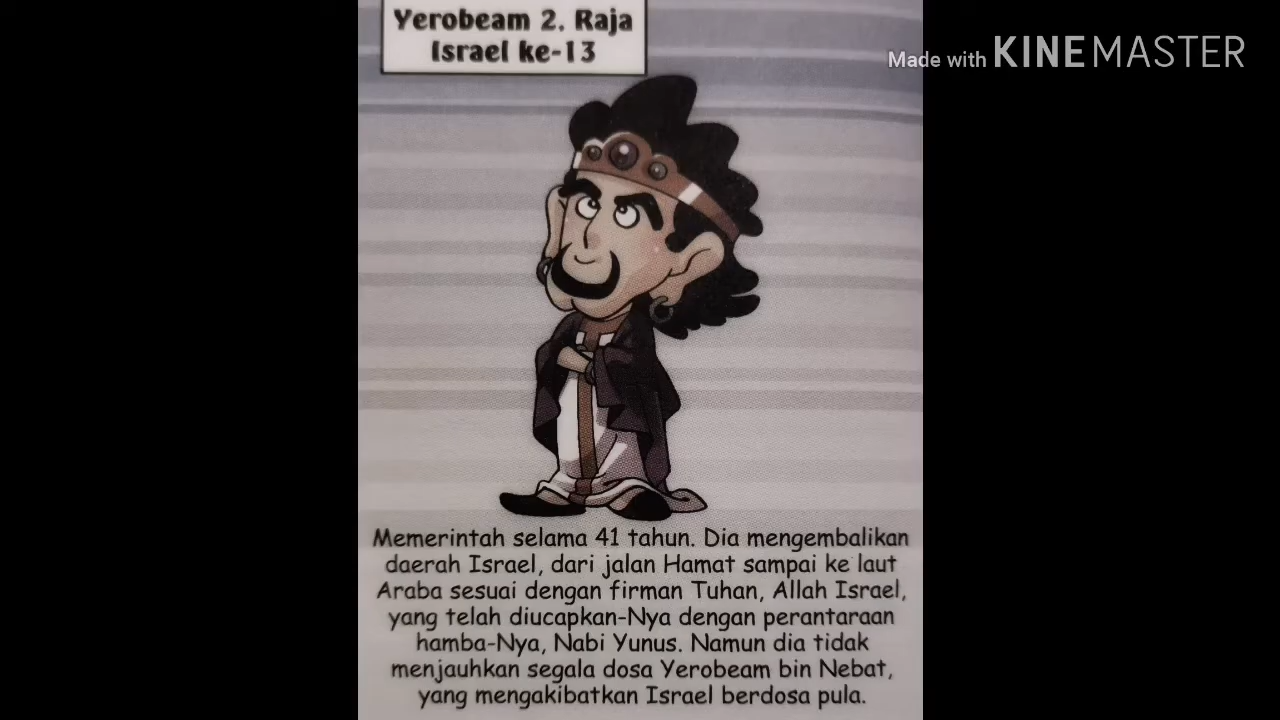 Yerobeam 2. Raja
Israel ke-13
Made with KINEMASTER
Memerintah selama 41 tahun. Dia mengembalikan
daerah Israel, dari jalan Hamat sampai ke laut
Araba sesuai dengan firman Tuhan, Allah Israel,
yang telah diucapkan-Nya dengan perantaraan
hamba-Nya, Nabi Yunus. Namun dia tidak
menjauhkan segala dosa Yerobeam bin Nebat,
yang mengakibatkan Israel berdosa pula.